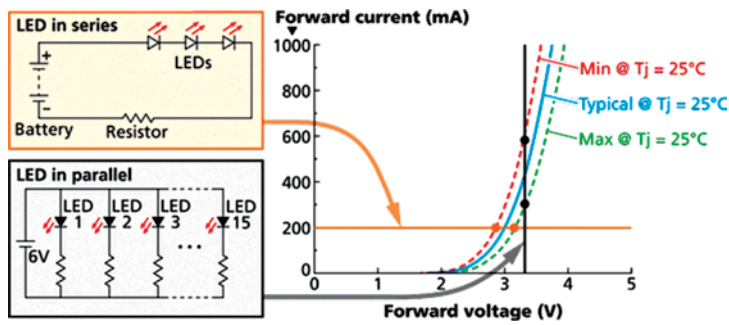 LED in series
+
LEDs
–
Battery
Resistor
LED in parallel
LED 1
LED 2
LED 3
LED 15
6V
...
Forward current (mA)
1000
800
600
400
200
0
0 1 2 3 4 5
Forward voltage (V)
Min @ Tj = 25°C
Typical @ Tj = 25°C
Max @ Tj = 25°C